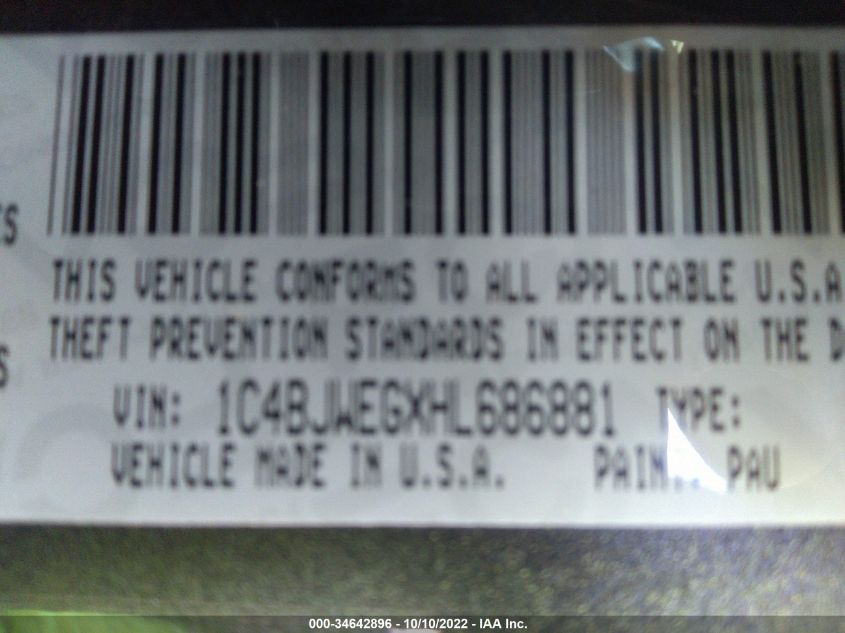 THIS VEHICLE CONFORMS TO ALL APPLICABLE U.S.A
THEFT PREVENTION STANDARDS IN EFFECT ON THE D
VIN: 1C4BJWEGXHL686881 TYPE:
VEHICLE MADE IN U.S.A. PAINT: PAU
000-34642896 - 10/10/2022 - IAA Inc.